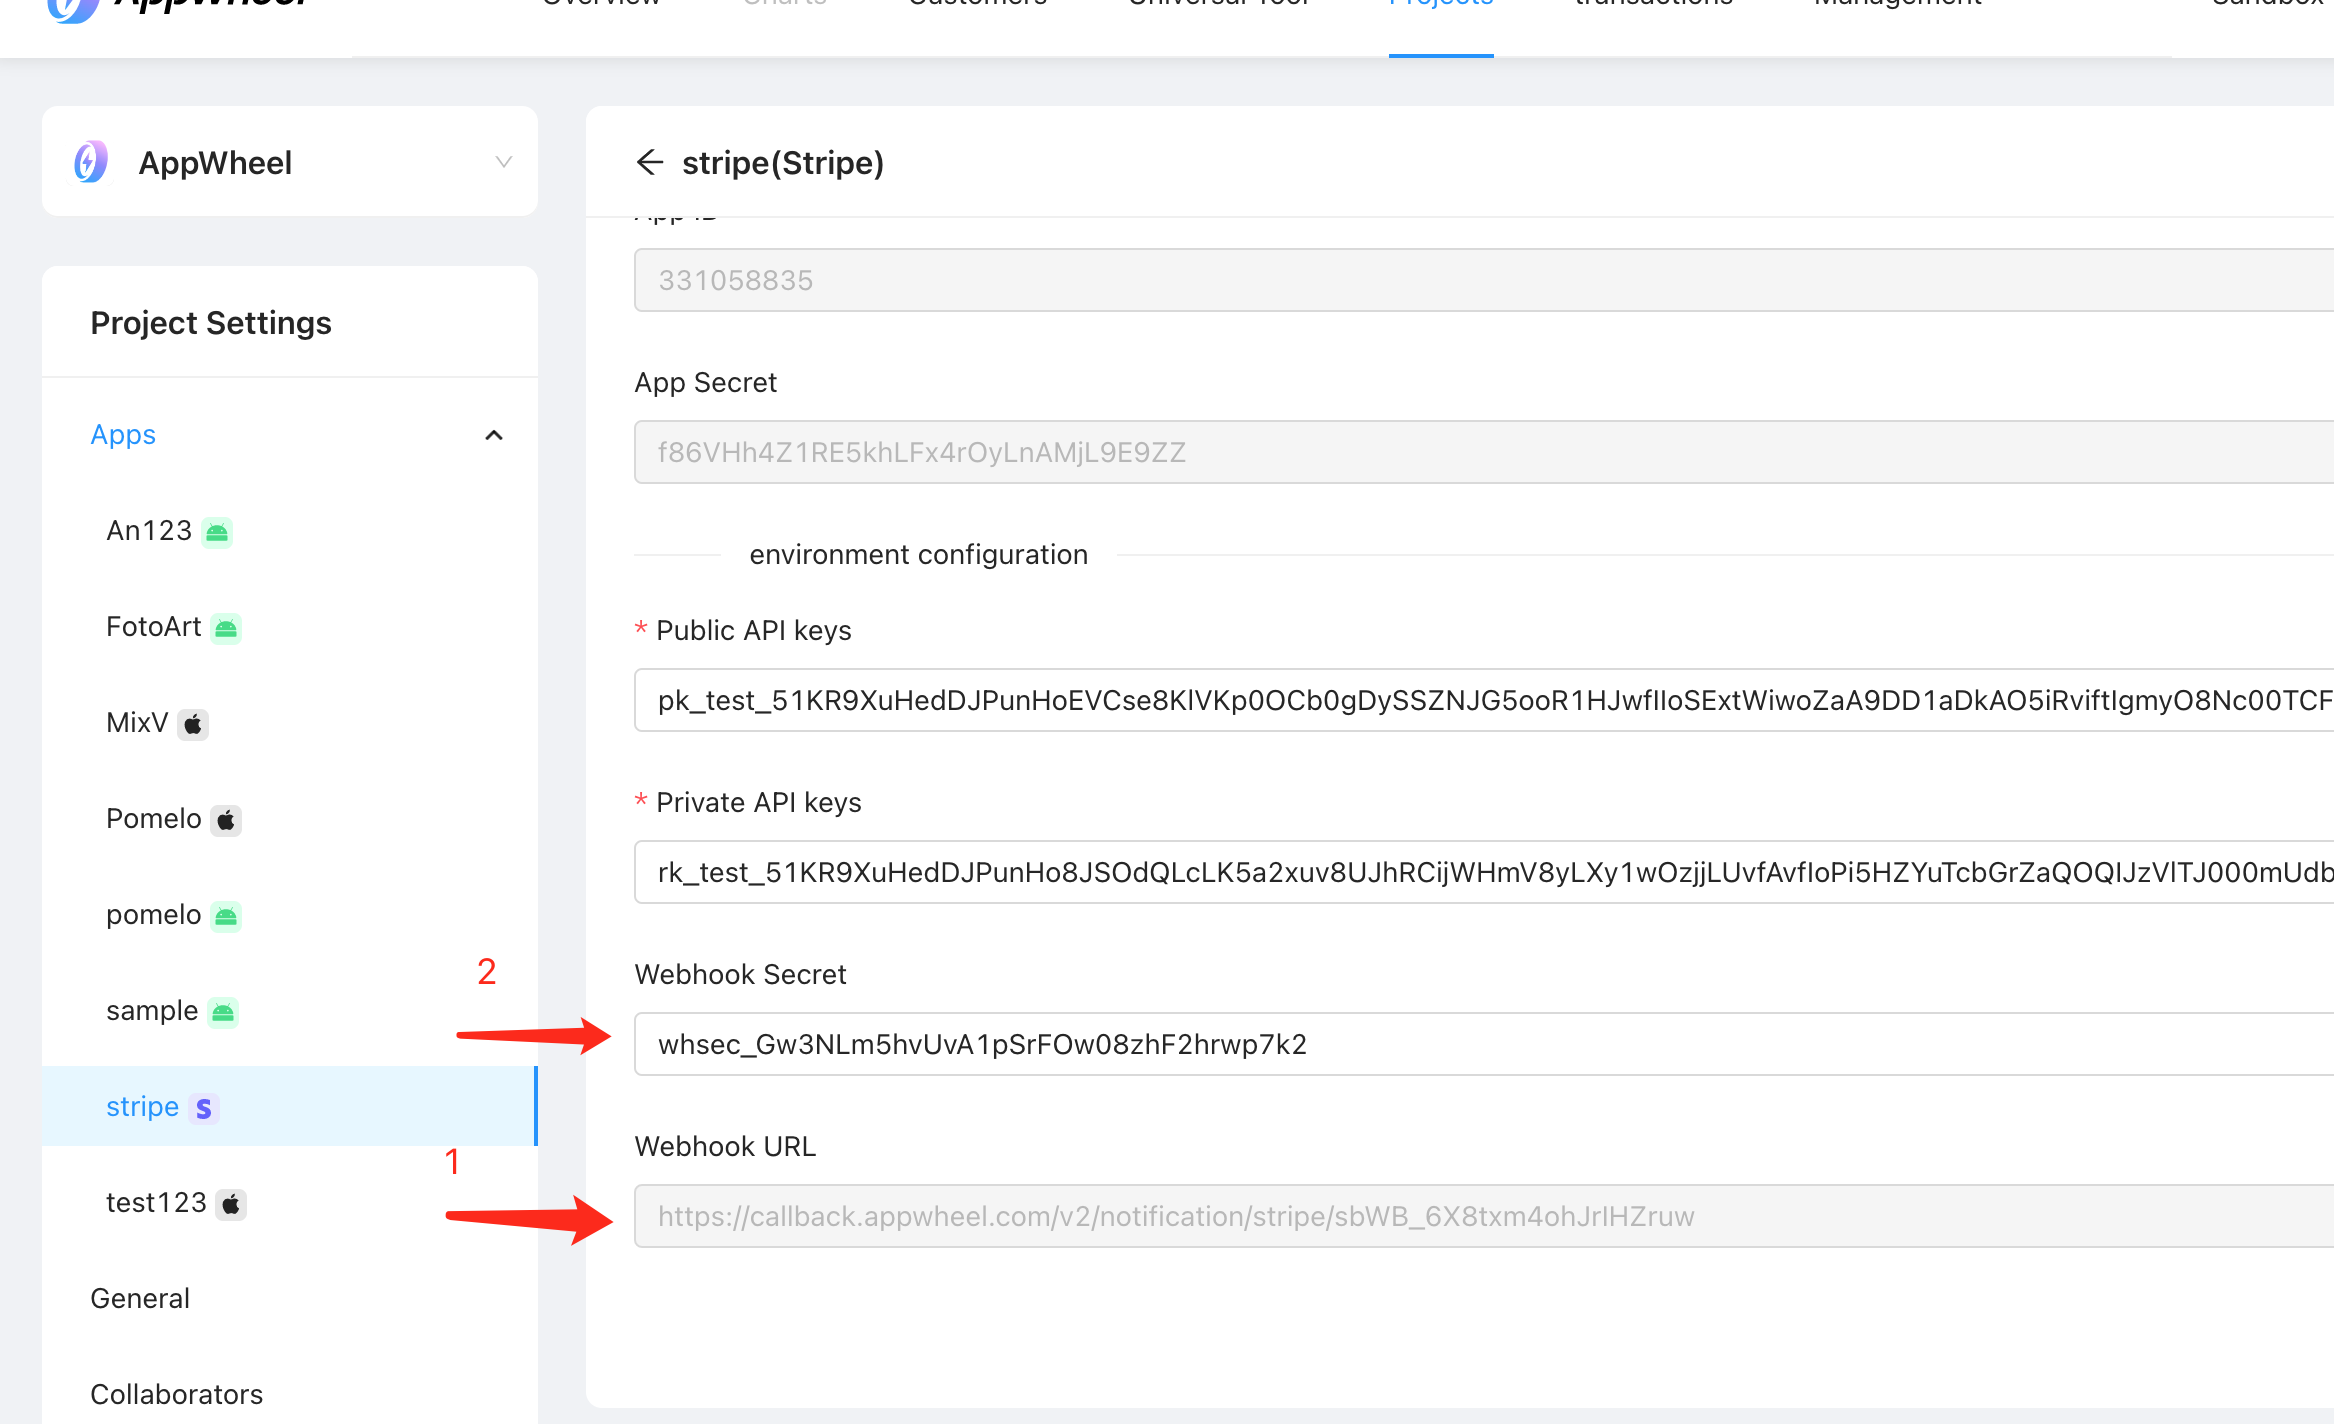 AppWheel
Overview Charts Customers Universal Tool Projects transactions Management Sandbox
AppWheel
stripe(Stripe)
App ID
331058835
Project Settings
App Secret
Apps
f86VHh4Z1RE5khLFx4rOyLnAMjL9E9ZZ
An123
environment configuration
FotoArt
* Public API keys
pk_test_51KR9XuHedDJPunHoEVCse8KlVKp0OCb0gDySSZNJG5ooR1HJwfIIoSExtWiwoZaA9DD1aDkAO5iRviftIgmyO8Nc00TCF
MixV
* Private API keys
Pomelo
rk_test_51KR9XuHedDJPunHo8JSOdQLcLK5a2xuv8UJhRCijWHmV8yLXy1wOzjjLUvfAvfIoPi5HZYuTcbGrZaQOQIJzVlTJ000mUdb
pomelo
2
Webhook Secret
sample
whsec_Gw3NLm5hvUvA1pSrFOw08zhF2hrwp7k2
stripe S
1
Webhook URL
test123
https://callback.appwheel.com/v2/notification/stripe/sbWB_6X8txm4ohJrIHZruw
General
Collaborators